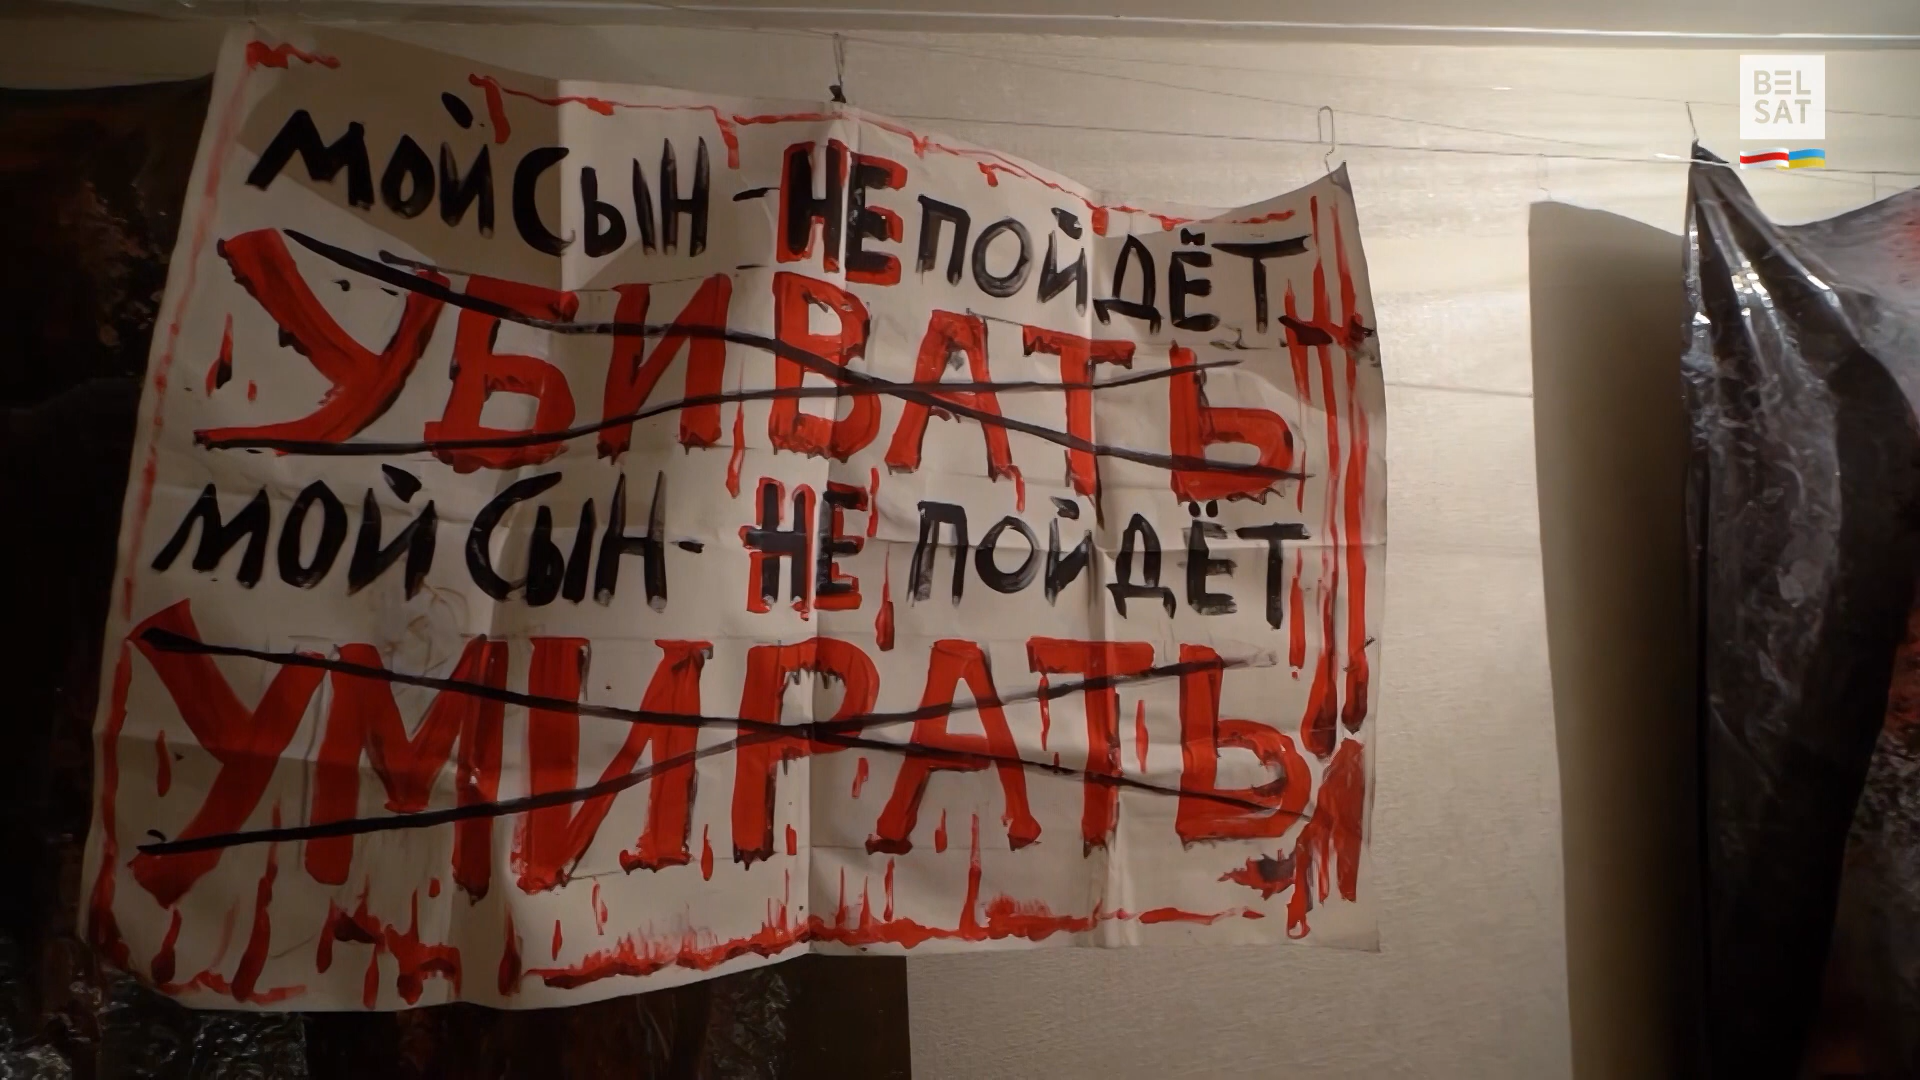 BEL
SAT
МОЙ СЫН - НЕ ПОЙДЁТ
УБИВАТЬ
МОЙ СЫН - НЕ ПОЙДЁТ
УМИРАТЬ